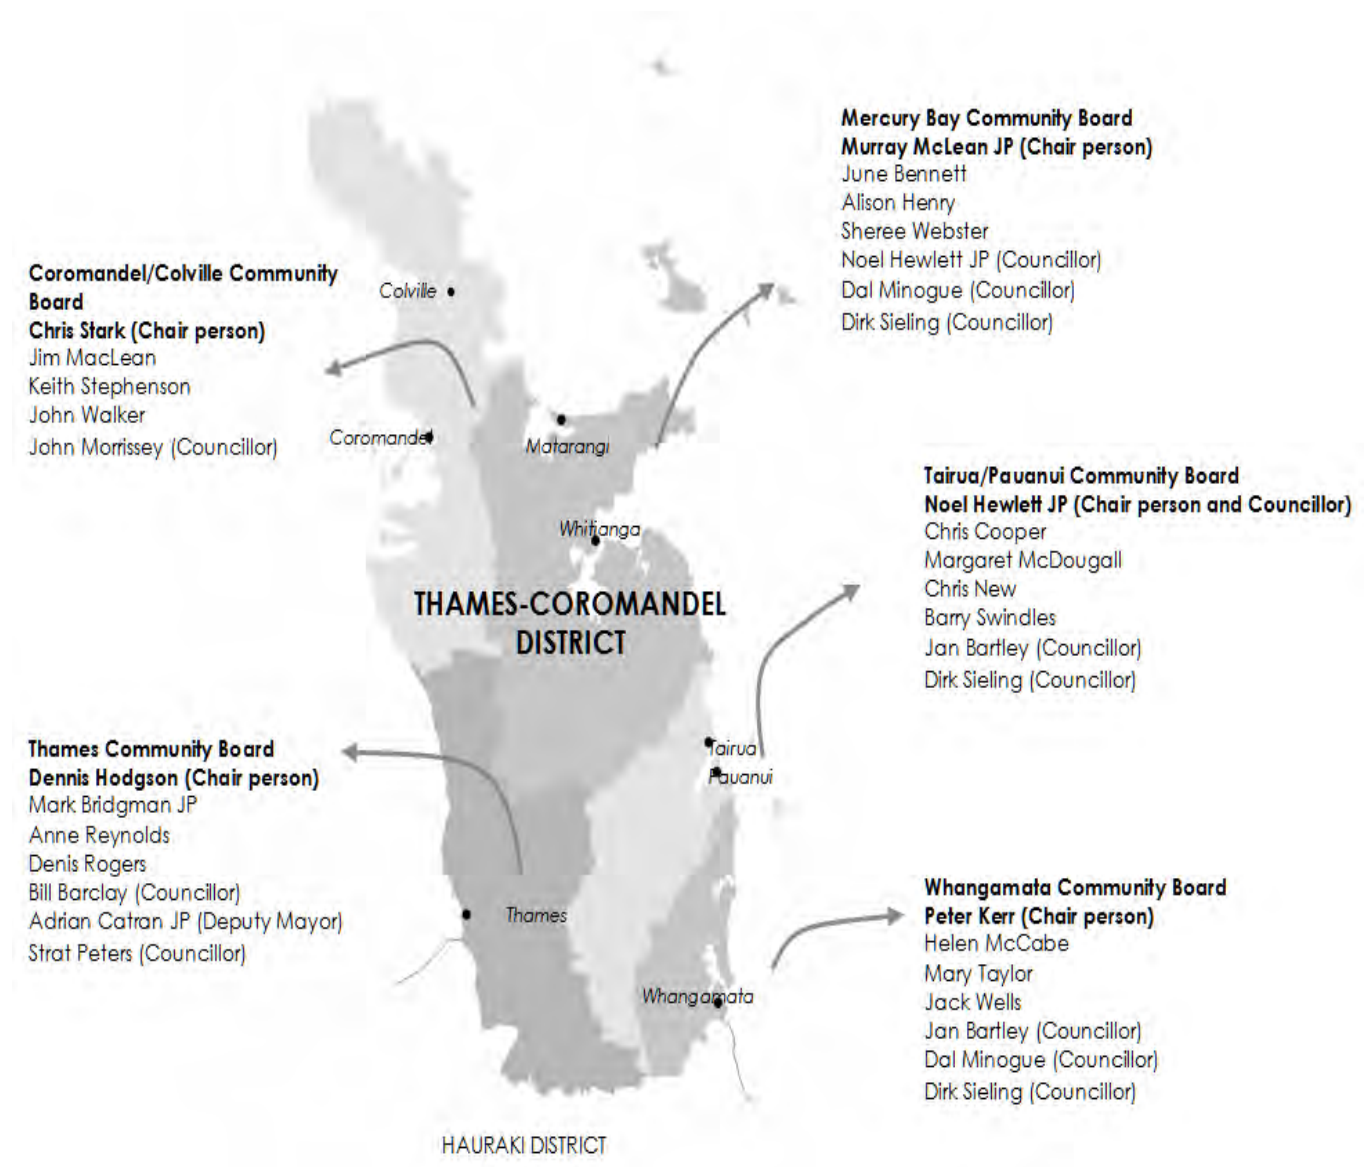 Mercury Bay Community Board
Murray McLean JP (Chair person)
June Bennett
Alison Henry
Sheree Webster
Noel Hewlett JP (Councillor)
Dal Minogue (Councillor)
Dirk Sieling (Councillor)
Coromandel/Colville Community
Board
Chris Stark (Chair person)
Jim MacLean
Keith Stephenson
John Walker
John Morrissey (Councillor)
Colville
Coromandel
Matarangi
Whitianga
THAMES-COROMANDEL
DISTRICT
Tairua/Pauanui Community Board
Noel Hewlett JP (Chair person and Councillor)
Chris Cooper
Margaret McDougall
Chris New
Barry Swindles
Jan Bartley (Councillor)
Dirk Sieling (Councillor)
Tairua
Pauanui
Thames Community Board
Dennis Hodgson (Chair person)
Mark Bridgman JP
Anne Reynolds
Denis Rogers
Bill Barclay (Councillor)
Adrian Catran JP (Deputy Mayor)
Strat Peters (Councillor)
Thames
Whangamata
Whangamata Community Board
Peter Kerr (Chair person)
Helen McCabe
Mary Taylor
Jack Wells
Jan Bartley (Councillor)
Dal Minogue (Councillor)
Dirk Sieling (Councillor)
HAURAKI DISTRICT